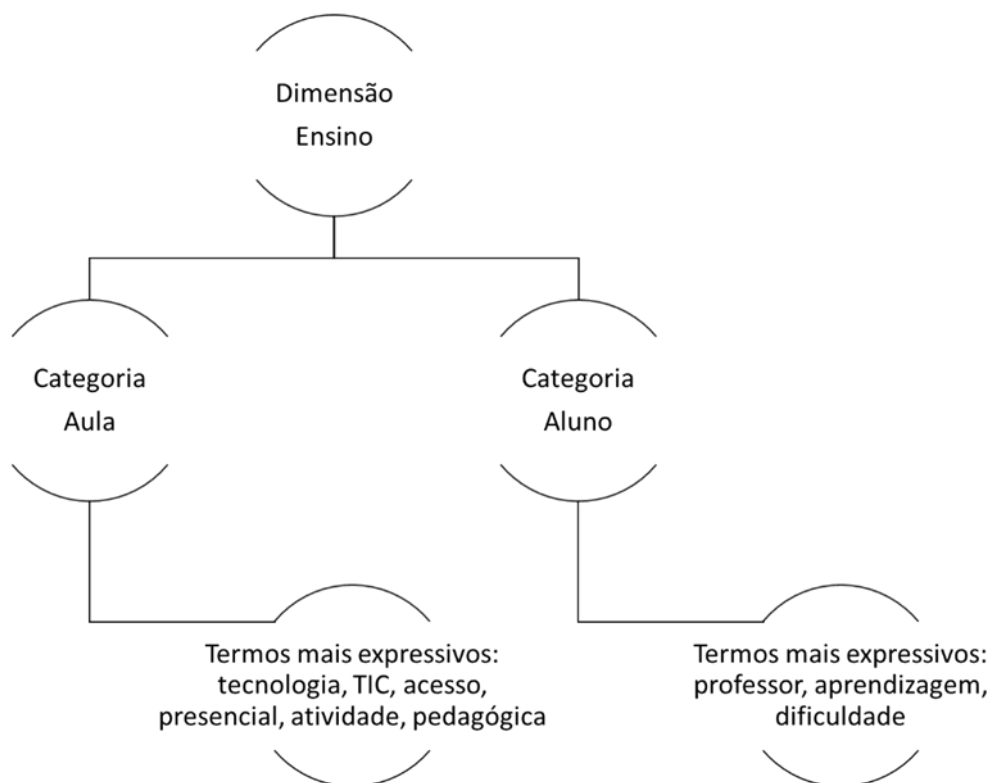 Dimensão
Ensino
Categoria
Aula
Categoria
Aluno
Termos mais expressivos:
tecnologia, TIC, acesso,
presencial, atividade, pedagógica
Termos mais expressivos:
professor, aprendizagem,
dificuldade